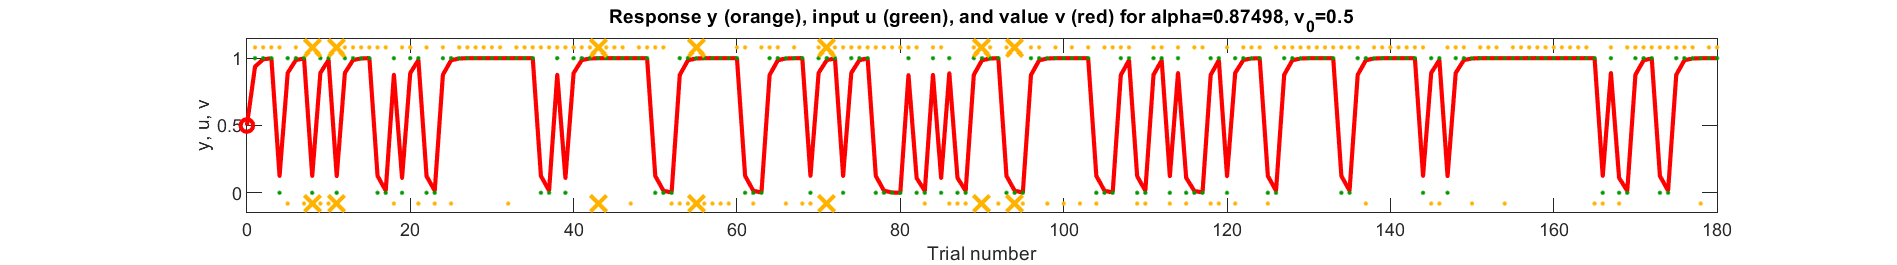 Response y (orange), input u (green), and value v (red) for alpha=0.87498, v0=0.5
y, u, v
1
0.5
0
0 20 40 60 80 100 120 140 160 180
Trial number